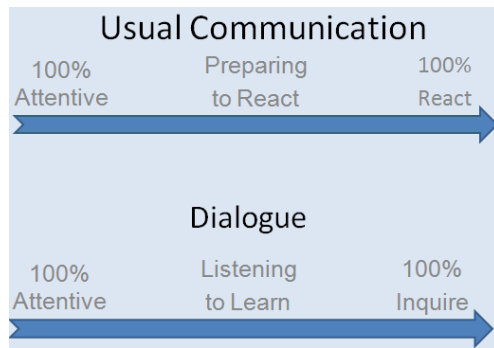 Usual Communication
100% Preparing 100%
Attentive to React React
Dialogue
100% Listening 100%
Attentive to Learn Inquire